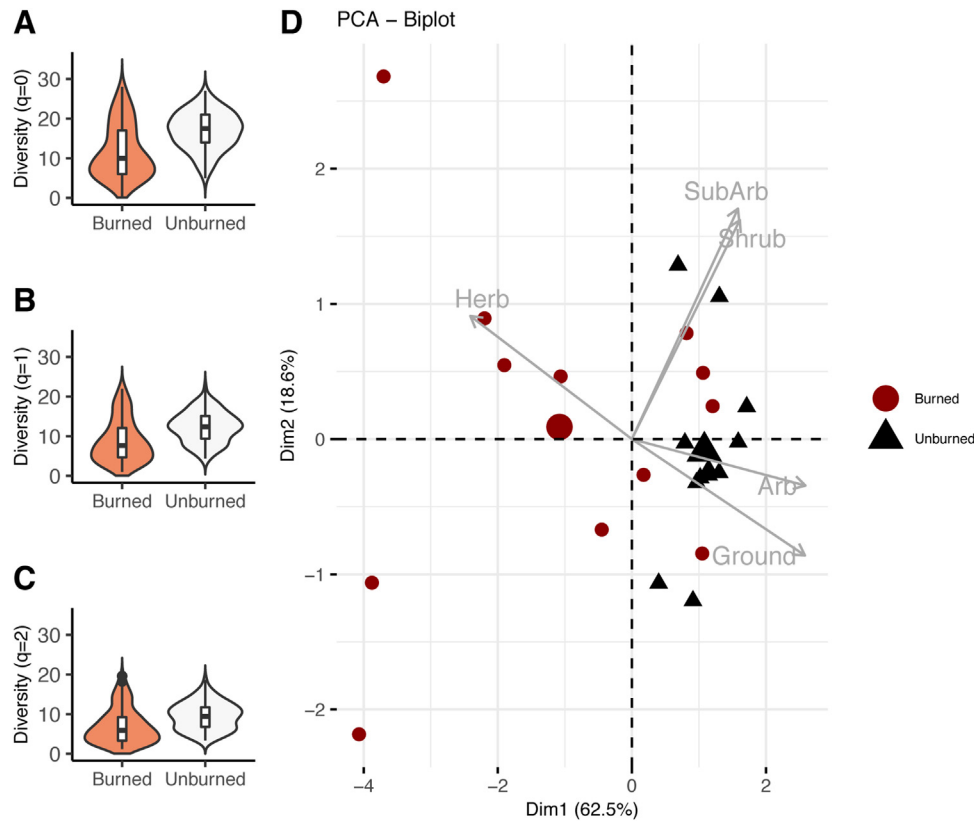 A
Diversity (q=0)
30
20
10
0
Burned Unburned
B
Diversity (q=1)
30
20
10
0
Burned Unburned
C
Diversity (q=2)
30
20
10
0
Burned Unburned
D
PCA − Biplot
Dim2 (18.6%)
2
1
0
−1
−2
SubArb
Shrub
Herb
Arb
Ground
−4 −2 0 2
Dim1 (62.5%)
Burned
Unburned